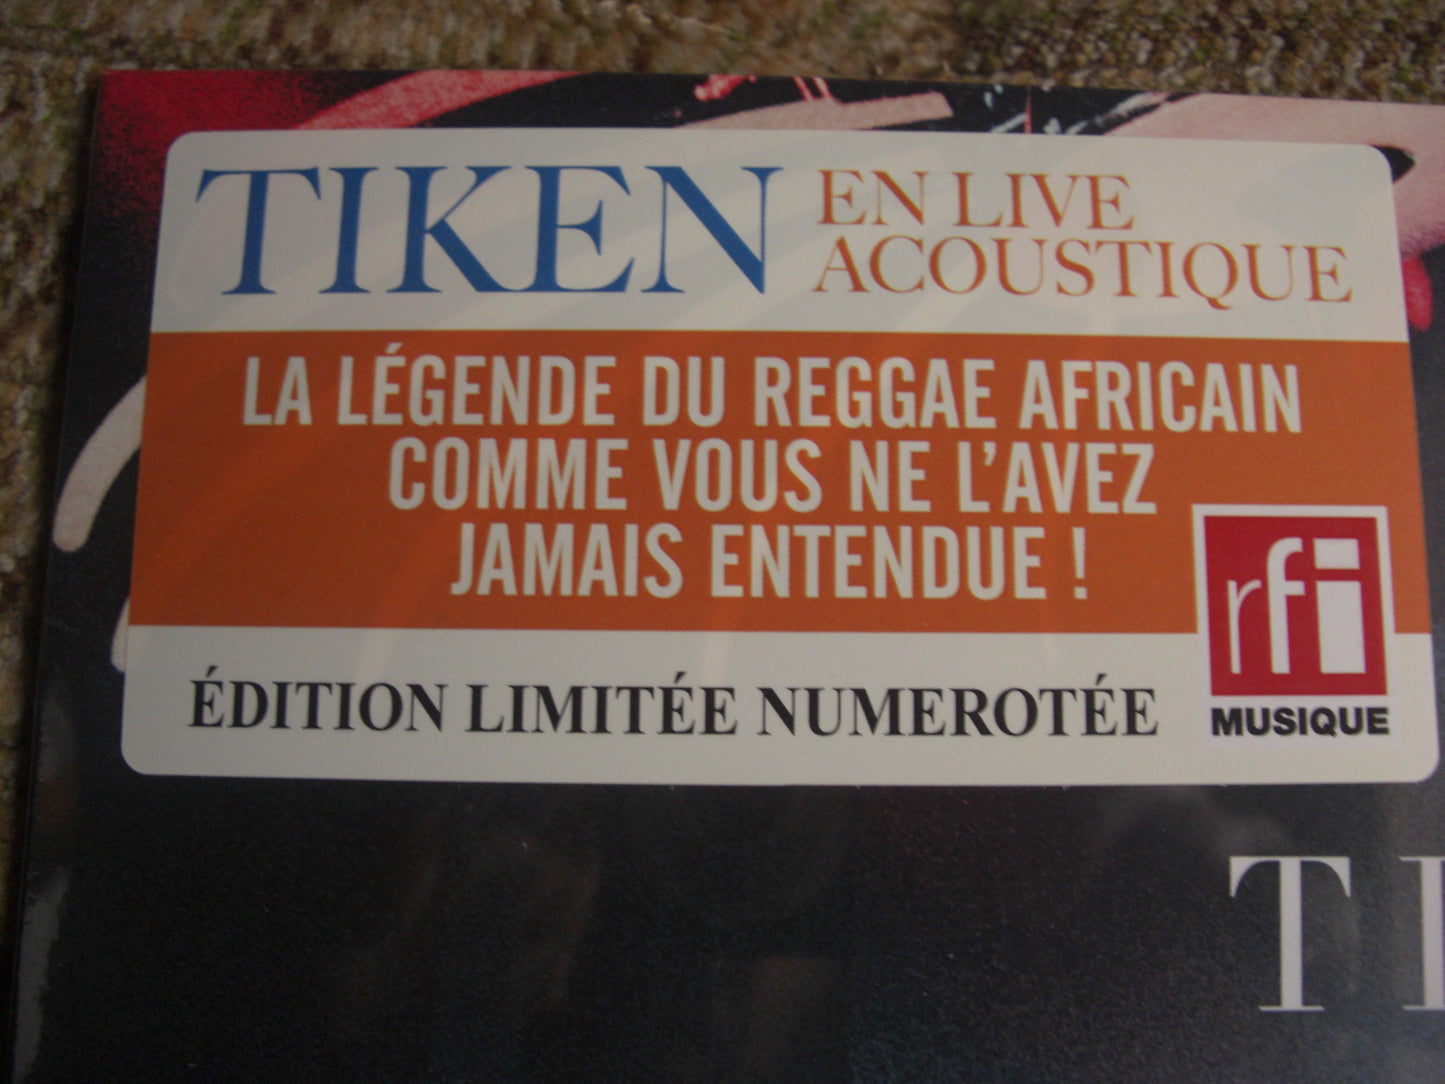 TIKEN
EN LIVE
ACOUSTIQUE
LA LÉGENDE DU REGGAE AFRICAIN
COMME VOUS NE L'AVEZ
JAMAIS ENTENDUE !
ÉDITION LIMITÉE NUMEROTÉE
rfi
MUSIQUE
TI